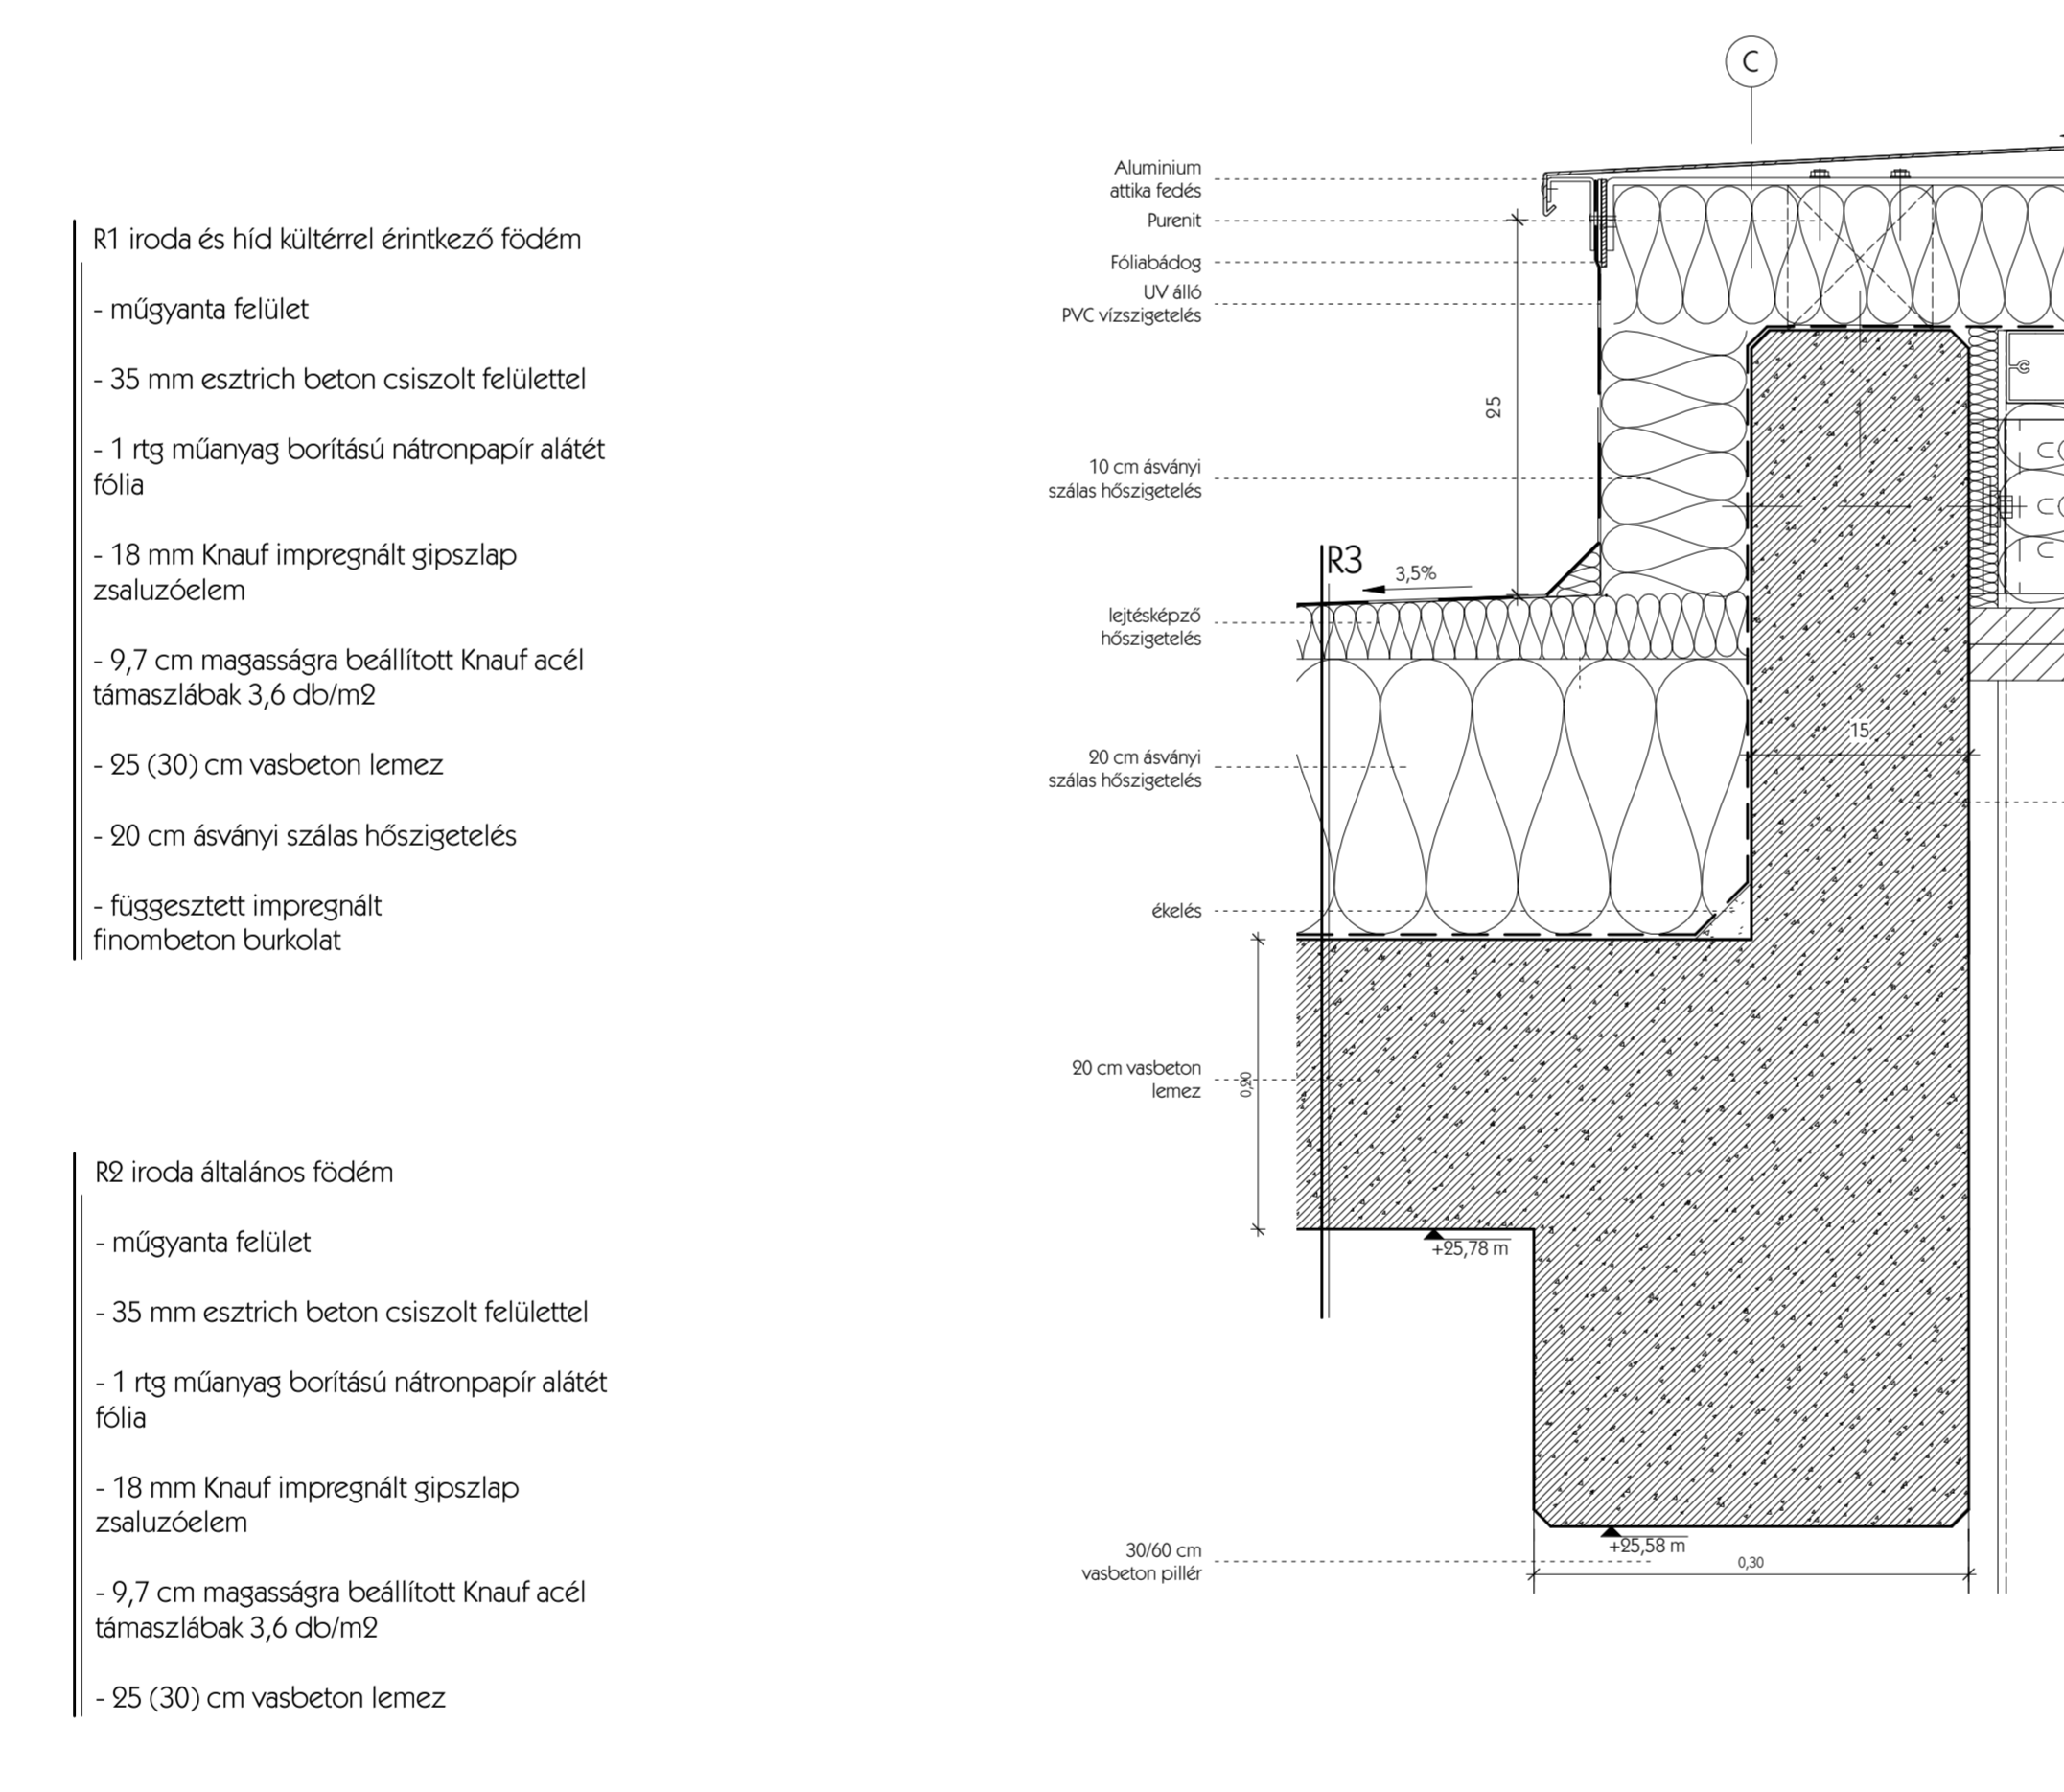 R1 iroda és híd kültérrel érintkező födém
- műgyanta felület
- 35 mm esztrich beton csiszolt felülettel
- 1 rtg műanyag borítású nátronpapír alátét
fólia
- 18 mm Knauf impregnált gipszlap
zsaluzóelem
- 9,7 cm magasságra beállított Knauf acél
támaszlábak 3,6 db/m2
- 25 (30) cm vasbeton lemez
- 20 cm ásványi szálas hőszigetelés
- függesztett impregnált
finombeton burkolat
R2 iroda általános födém
- műgyanta felület
- 35 mm esztrich beton csiszolt felülettel
- 1 rtg műanyag borítású nátronpapír alátét
fólia
- 18 mm Knauf impregnált gipszlap
zsaluzóelem
- 9,7 cm magasságra beállított Knauf acél
támaszlábak 3,6 db/m2
- 25 (30) cm vasbeton lemez
C
Aluminium
attika fedés
Purenit
Fóliabádog
UV álló
PVC vízszigetelés
25
10 cm ásványi
szálas hőszigetelés
R3
3,5%
lejtésképző
hőszigetelés
15
20 cm ásványi
szálas hőszigetelés
ékelés
20 cm vasbeton
lemez
0,20
+25,78 m
30/60 cm
vasbeton pillér
+25,58 m
0,30